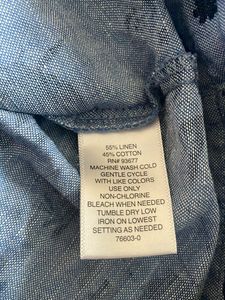 55% LINEN
45% COTTON
RN# 93677
MACHINE WASH COLD
GENTLE CYCLE
WITH LIKE COLORS
USE ONLY
NON-CHLORINE
BLEACH WHEN NEEDED
TUMBLE DRY LOW
IRON ON LOWEST
SETTING AS NEEDED
76603-0